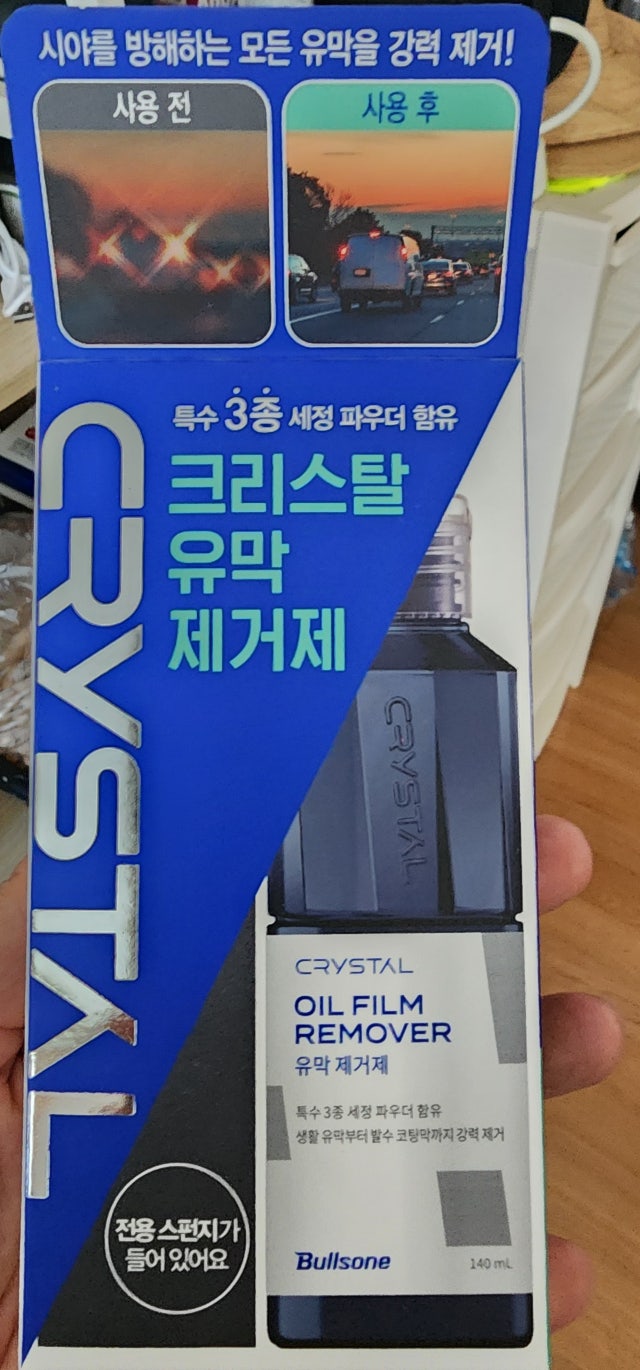 시야를 방해하는 모든 유막을 강력 제거!
사용 전
사용 후
특수 3종 세정 파우더 함유
크리스탈
유막
제거제
CRYSTAL
CRYSTAL
CRYSTAL
OIL FILM
REMOVER
유막 제거제
특수 3종 세정 파우더 함유
생활 유막부터 발수 코팅막까지 강력 제거
전용 스펀지가
들어 있어요
Bullsone
140 mL